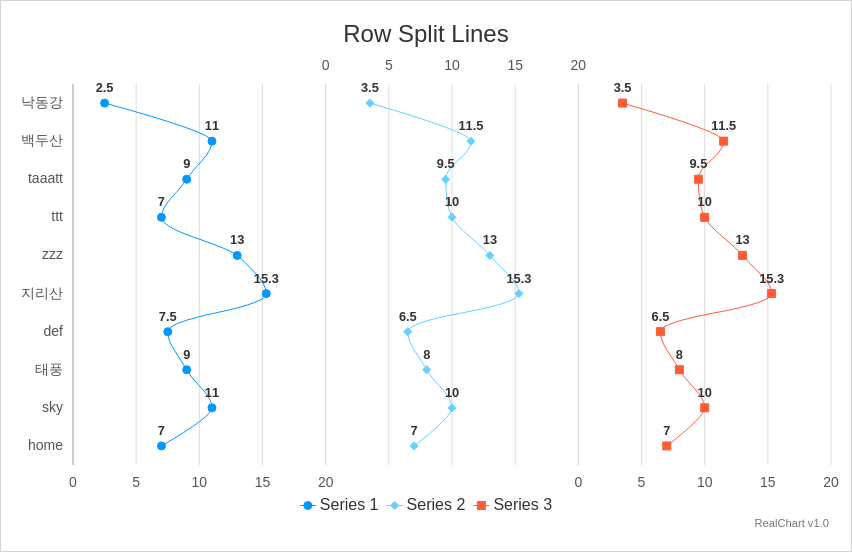 Row Split Lines
0 5 10 15 20
2.5 3.5 3.5
낙동강
11 11.5 11.5
백두산
9 9.5 9.5
taaatt
7 10 10
ttt
13 13 13
zzz
15.3 15.3 15.3
지리산
7.5 6.5 6.5
def
9 8 8
태풍
11 10 10
sky
7 7 7
home
0 5 10 15 20 0 5 10 15 20
Series 1 Series 2 Series 3
RealChart v1.0